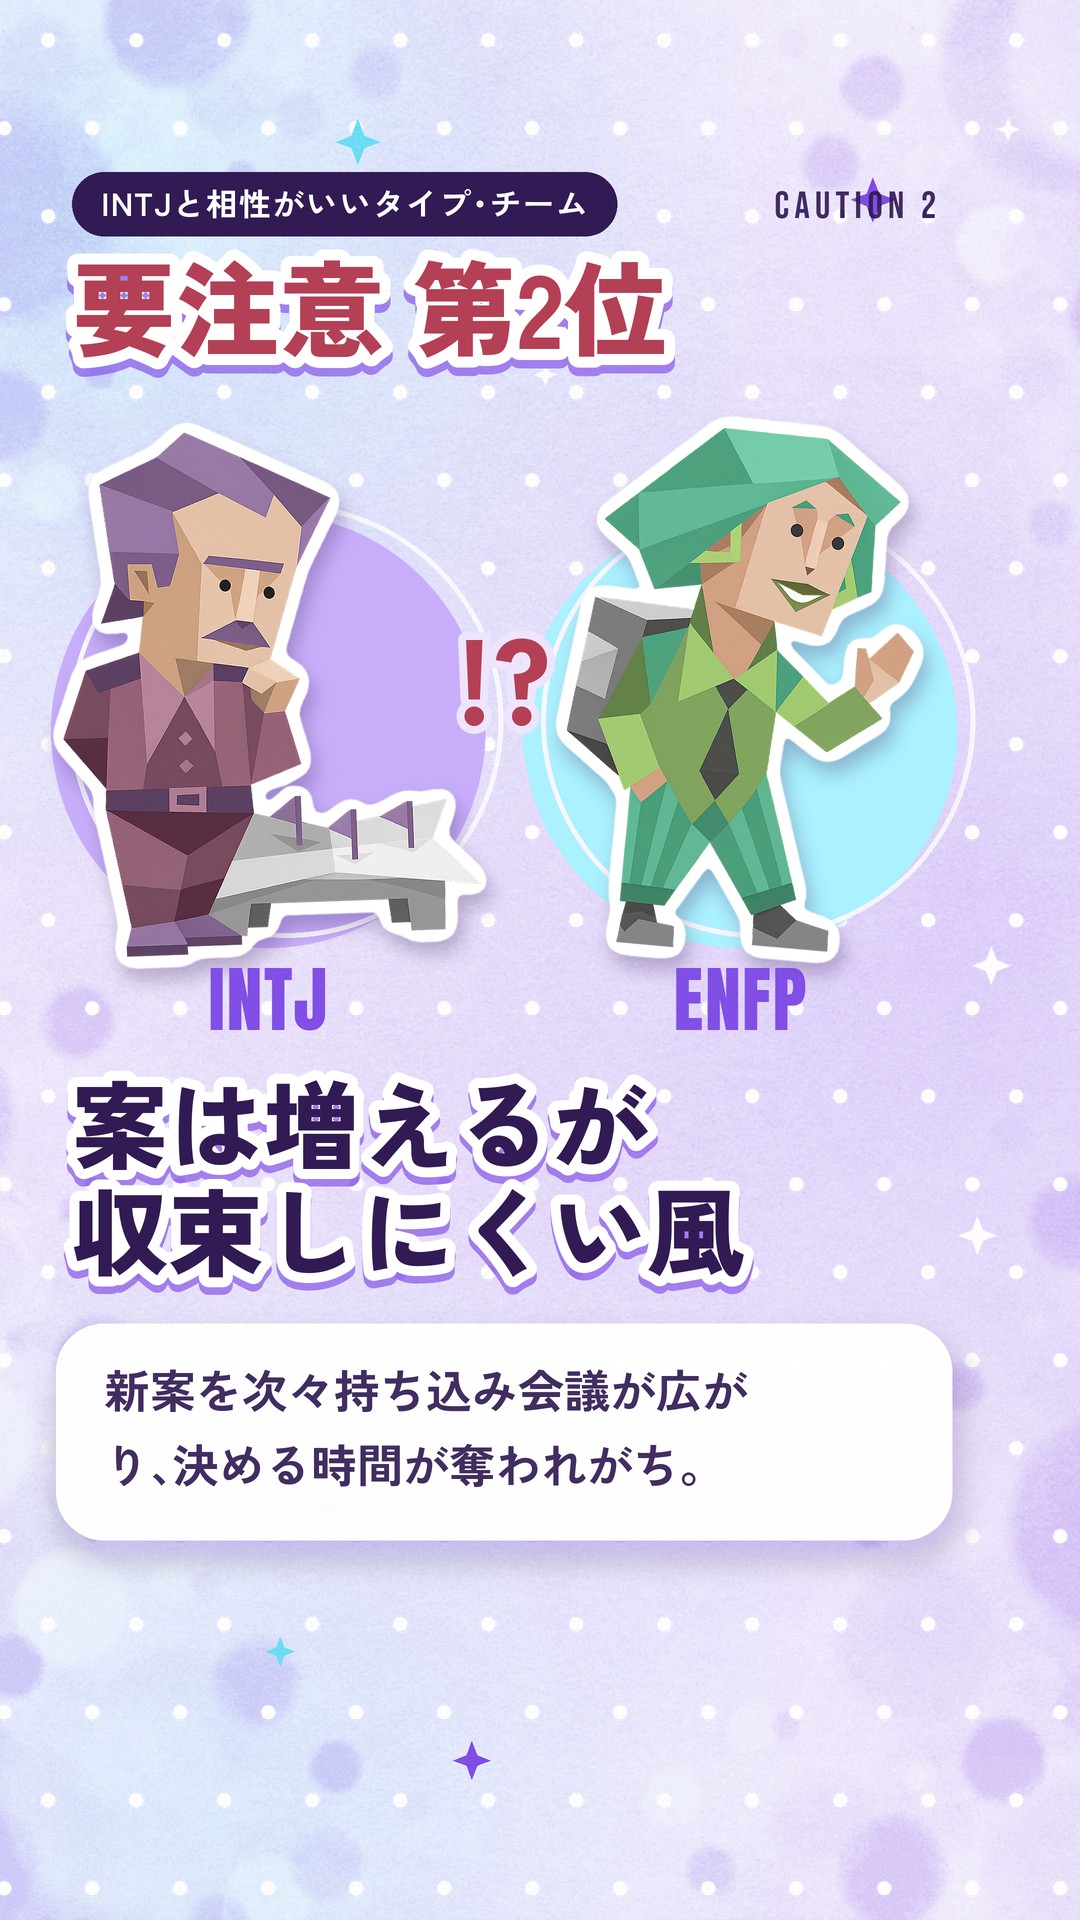 INTJと相性がいいタイプ・チーム
CAUTION 2
要注意 第2位
!?
INTJ
ENFP
案は増えるが
収束しにくい風
新案を次々持ち込み会議が広が
り、決める時間が奪われがち。